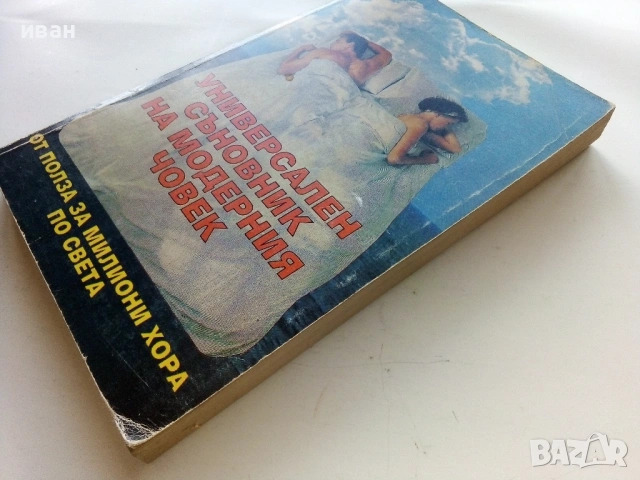 иван
УНИВЕРСАЛЕН
СЪНОВНИК
НА МОДЕРНИЯ
ЧОВЕК
ОТ ПОЛЗА ЗА МИЛИОНИ ХОРА
ПО СВЕТА
BAZAR